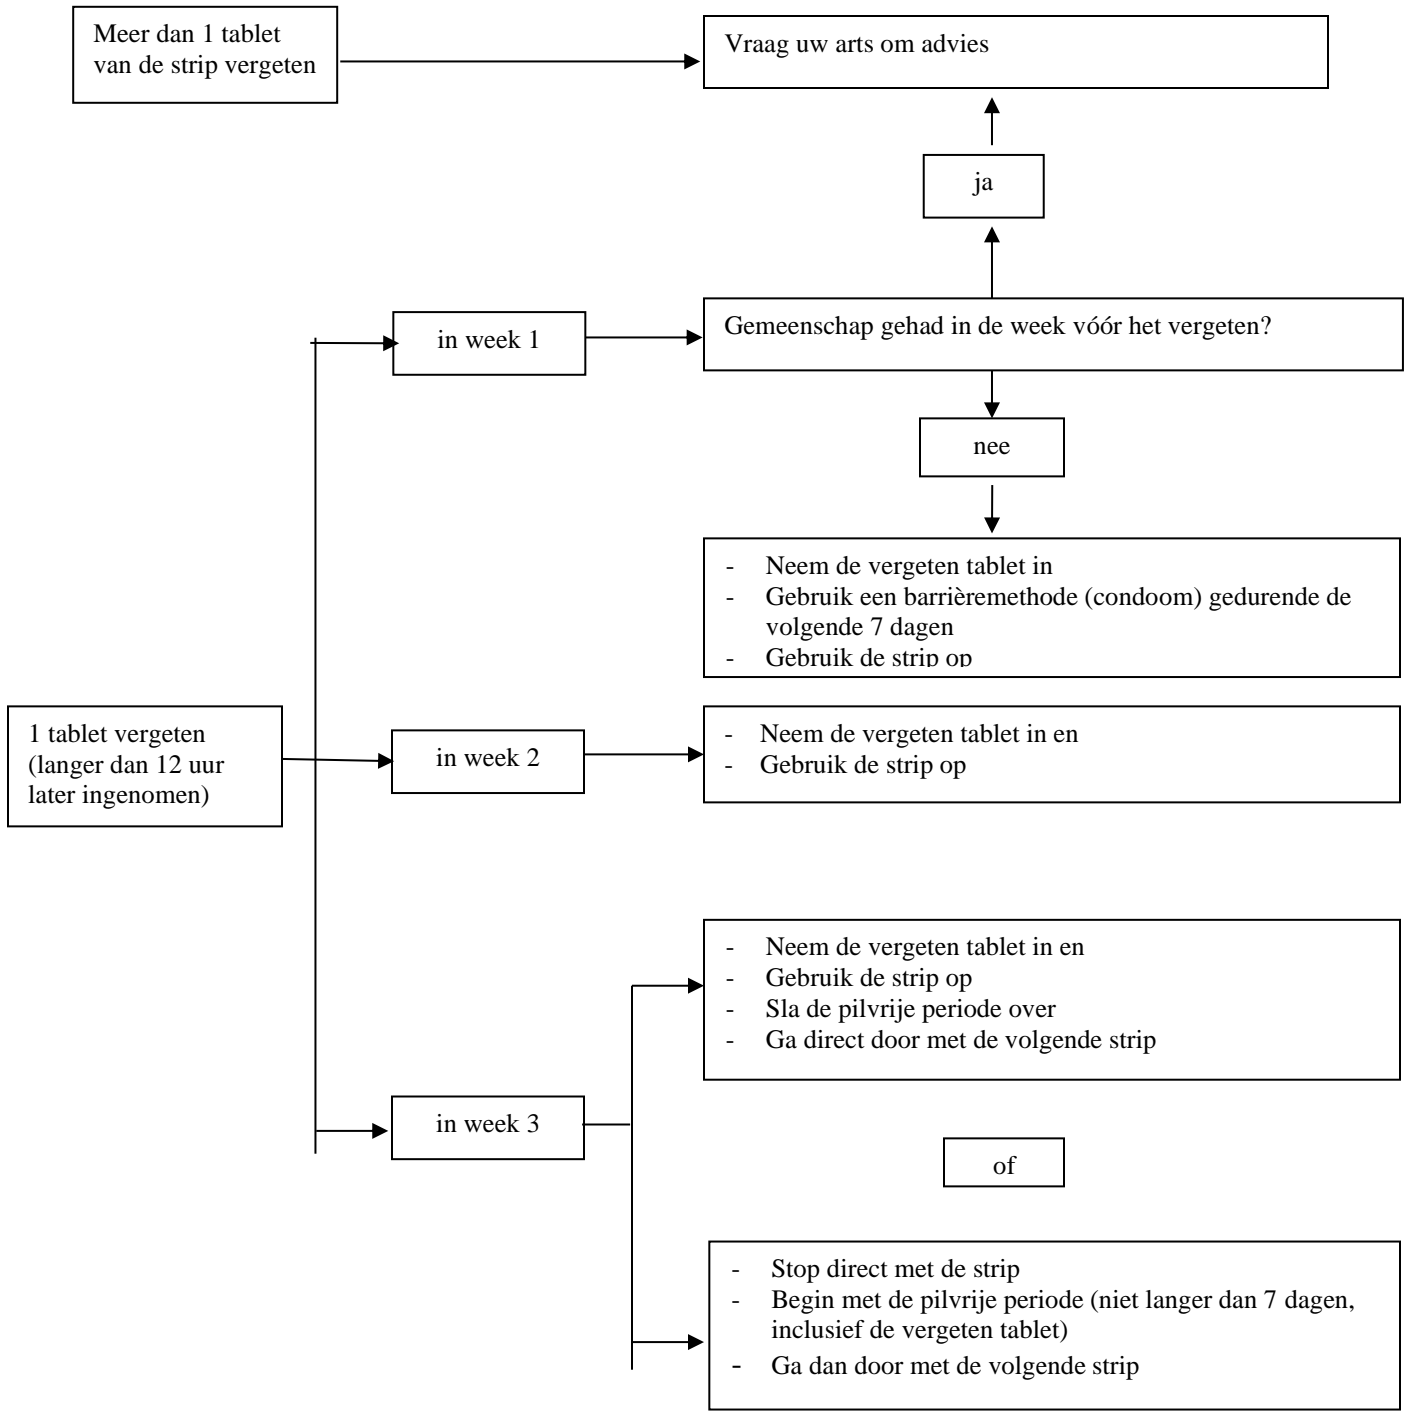 Meer dan 1 tablet
van de strip vergeten
Vraag uw arts om advies
ja
in week 1
Gemeenschap gehad in de week vóór het vergeten?
nee
- Neem de vergeten tablet in
- Gebruik een barrièremethode (condoom) gedurende de
volgende 7 dagen
- Gebruik de strip op
1 tablet vergeten
(langer dan 12 uur
later ingenomen)
in week 2
- Neem de vergeten tablet in en
- Gebruik de strip op
- Neem de vergeten tablet in en
- Gebruik de strip op
- Sla de pilvrije periode over
- Ga direct door met de volgende strip
in week 3
of
- Stop direct met de strip
- Begin met de pilvrije periode (niet langer dan 7 dagen,
inclusief de vergeten tablet)
- Ga dan door met de volgende strip